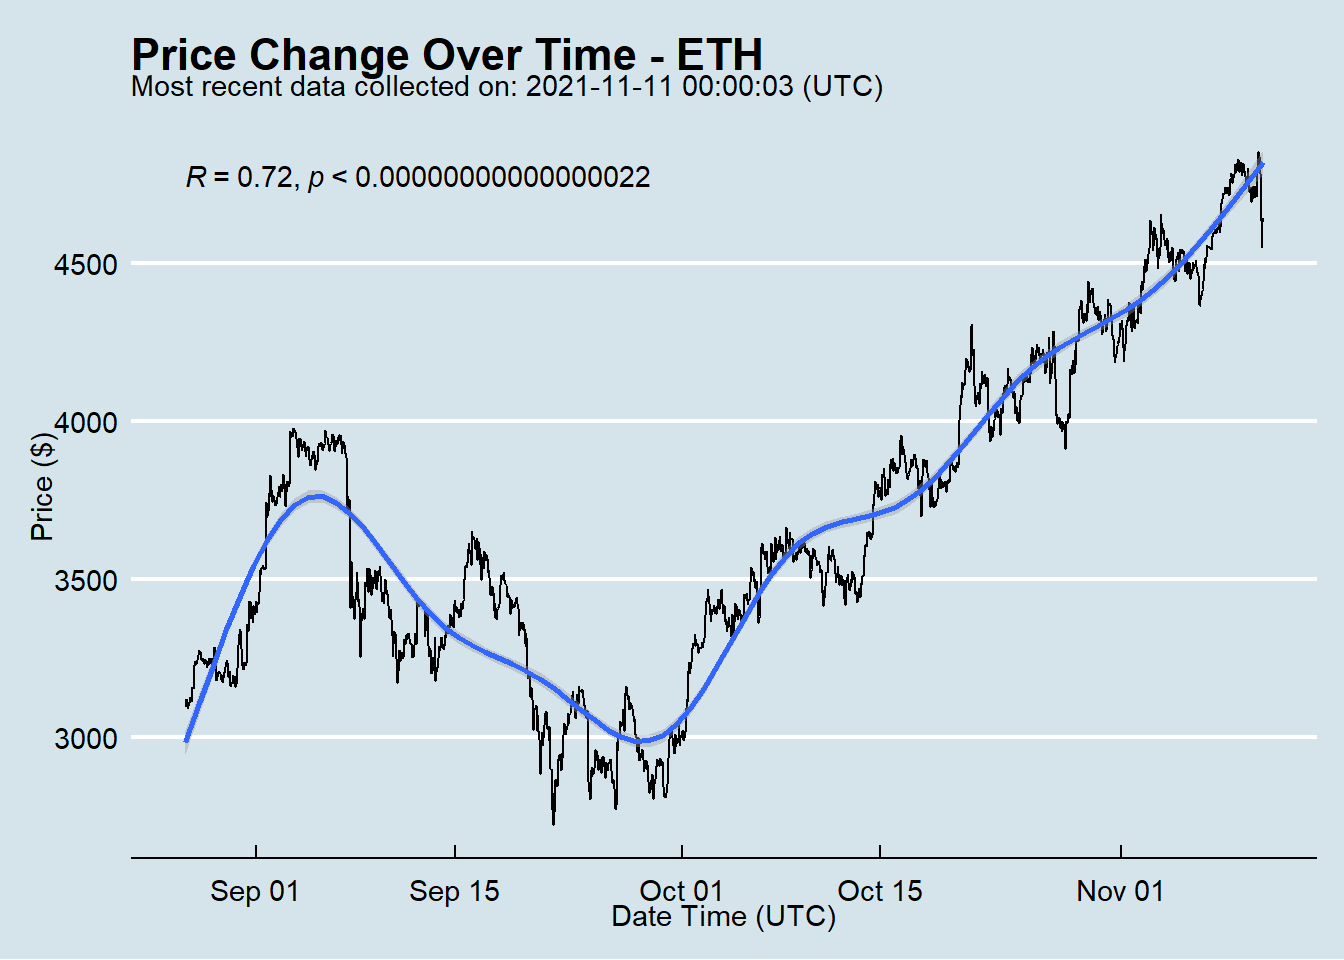 Price Change Over Time - ETH
Most recent data collected on: 2021-11-11 00:00:03 (UTC)
R = 0.72, p < 0.00000000000000022
4500
4000
3500
3000
Price ($)
Sep 01
Sep 15
Oct 01
Oct 15
Nov 01
Date Time (UTC)